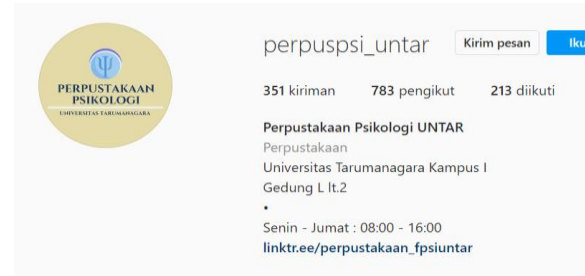 PERPUSTAKAAN
PSIKOLOGI
UNIVERSITAS TARUMANAGARA
perpuspsi_untar Kirim pesan Iku
351 kiriman 783 pengikut 213 diikuti
Perpustakaan Psikologi UNTAR
Perpustakaan
Universitas Tarumanagara Kampus I
Gedung L lt.2
•
Senin - Jumat : 08:00 - 16:00
linktr.ee/perpustakaan_fpsiuntar